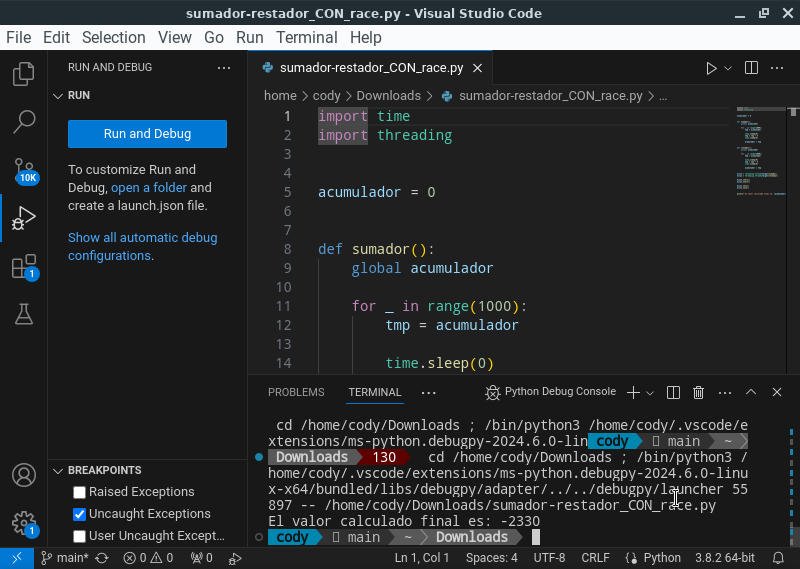 sumador-restador_CON_race.py - Visual Studio Code
File Edit Selection View Go Run Terminal Help
RUN AND DEBUG ···
sumador-restador_CON_race.py
home > cody > Downloads > sumador-restador_CON_race.py > ...
RUN
Run and Debug
To customize Run and
Debug, open a folder and
create a launch.json file.
Show all automatic debug
configurations.
10K
1
1
1 import time
2 import threading
3
4
5 acumulador = 0
6
7
8 def sumador():
9 global acumulador
10
11 for _ in range(1000):
12 tmp = acumulador
13
14 time.sleep(0)
PROBLEMS TERMINAL ··· Python Debug Console
cd /home/cody/Downloads ; /bin/python3 /home/cody/.vscode/e
xtensions/ms-python.debugpy-2024.6.0-lin cody main ~
Downloads 130 cd /home/cody/Downloads ; /bin/python3 /
home/cody/.vscode/extensions/ms-python.debugpy-2024.6.0-linu
x-x64/bundled/libs/debugpy/adapter/../../debugpy/launcher 55
897 -- /home/cody/Downloads/sumador-restador_CON_race.py
El valor calculado final es: -2330
cody main ~ Downloads
BREAKPOINTS
Raised Exceptions
Uncaught Exceptions
User Uncaught Except...
main* 0 0 0 Ln 1, Col 1 Spaces: 4 UTF-8 CRLF Python 3.8.2 64-bit